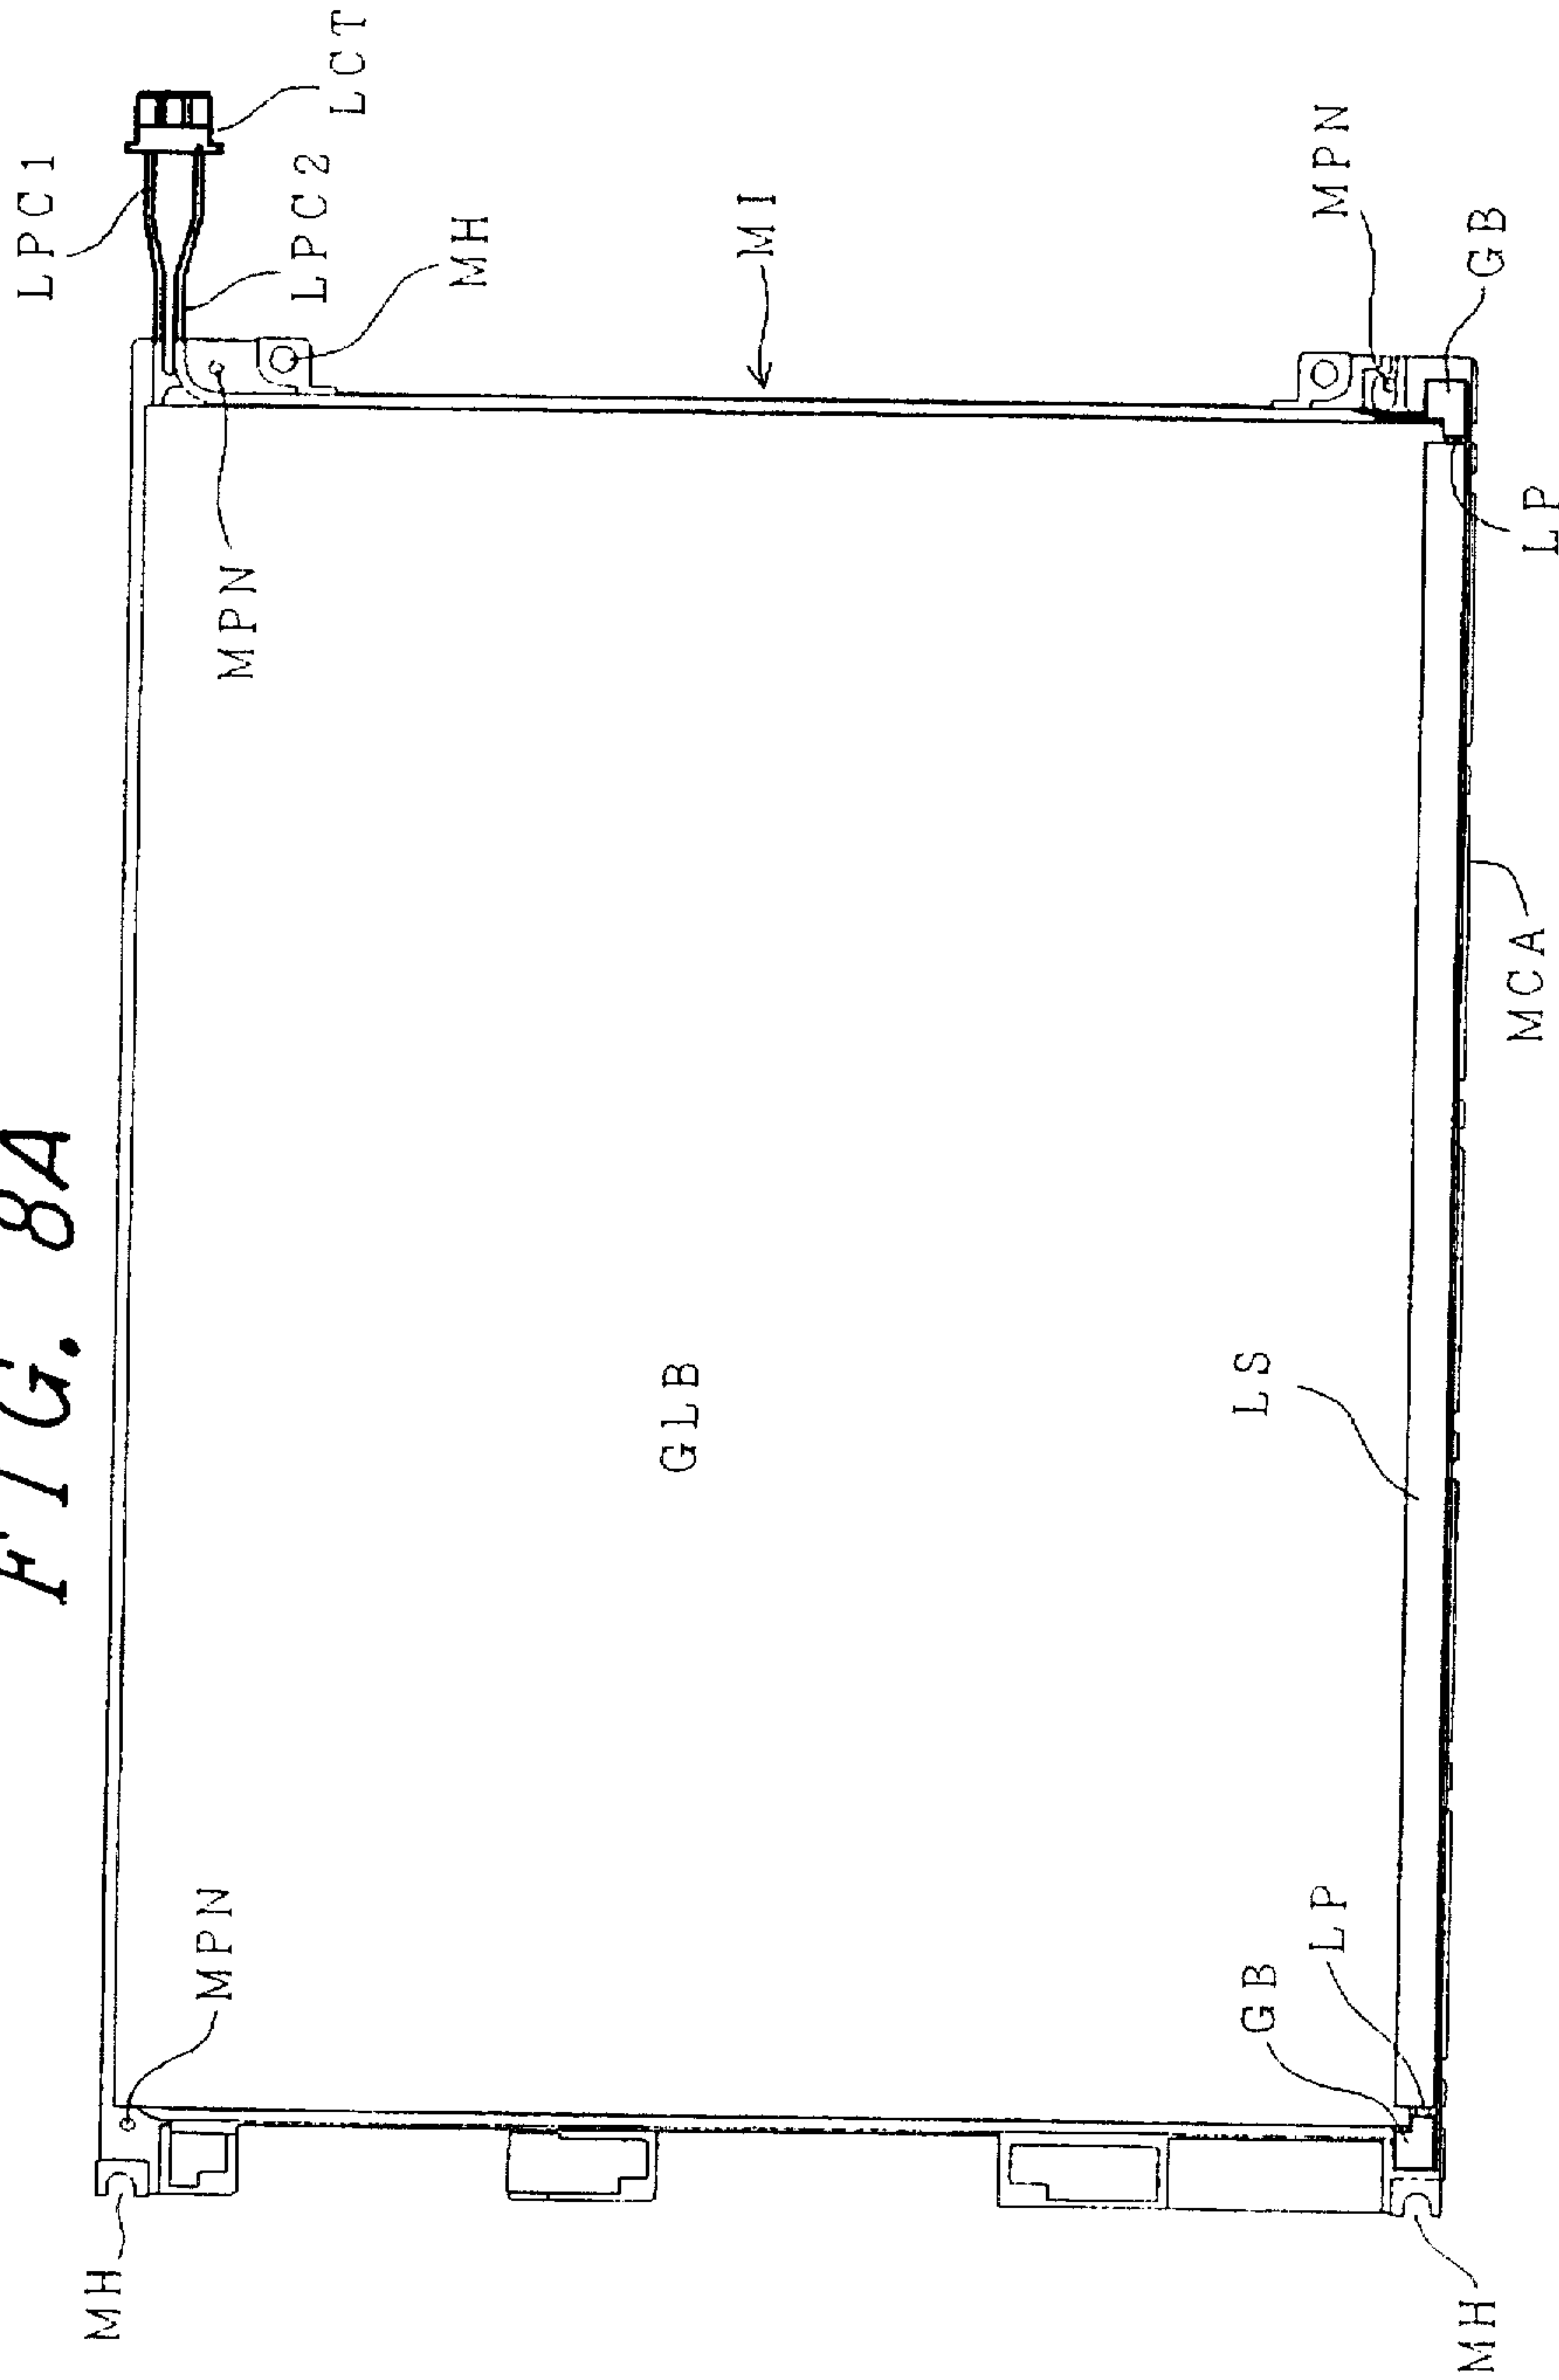 FIG. 8A
LPC1
MH
MPN
MPN
LPC2
LCT
MH
GLB
MI
GB
LS
LP
MPN
MH
GB
MCA
LP